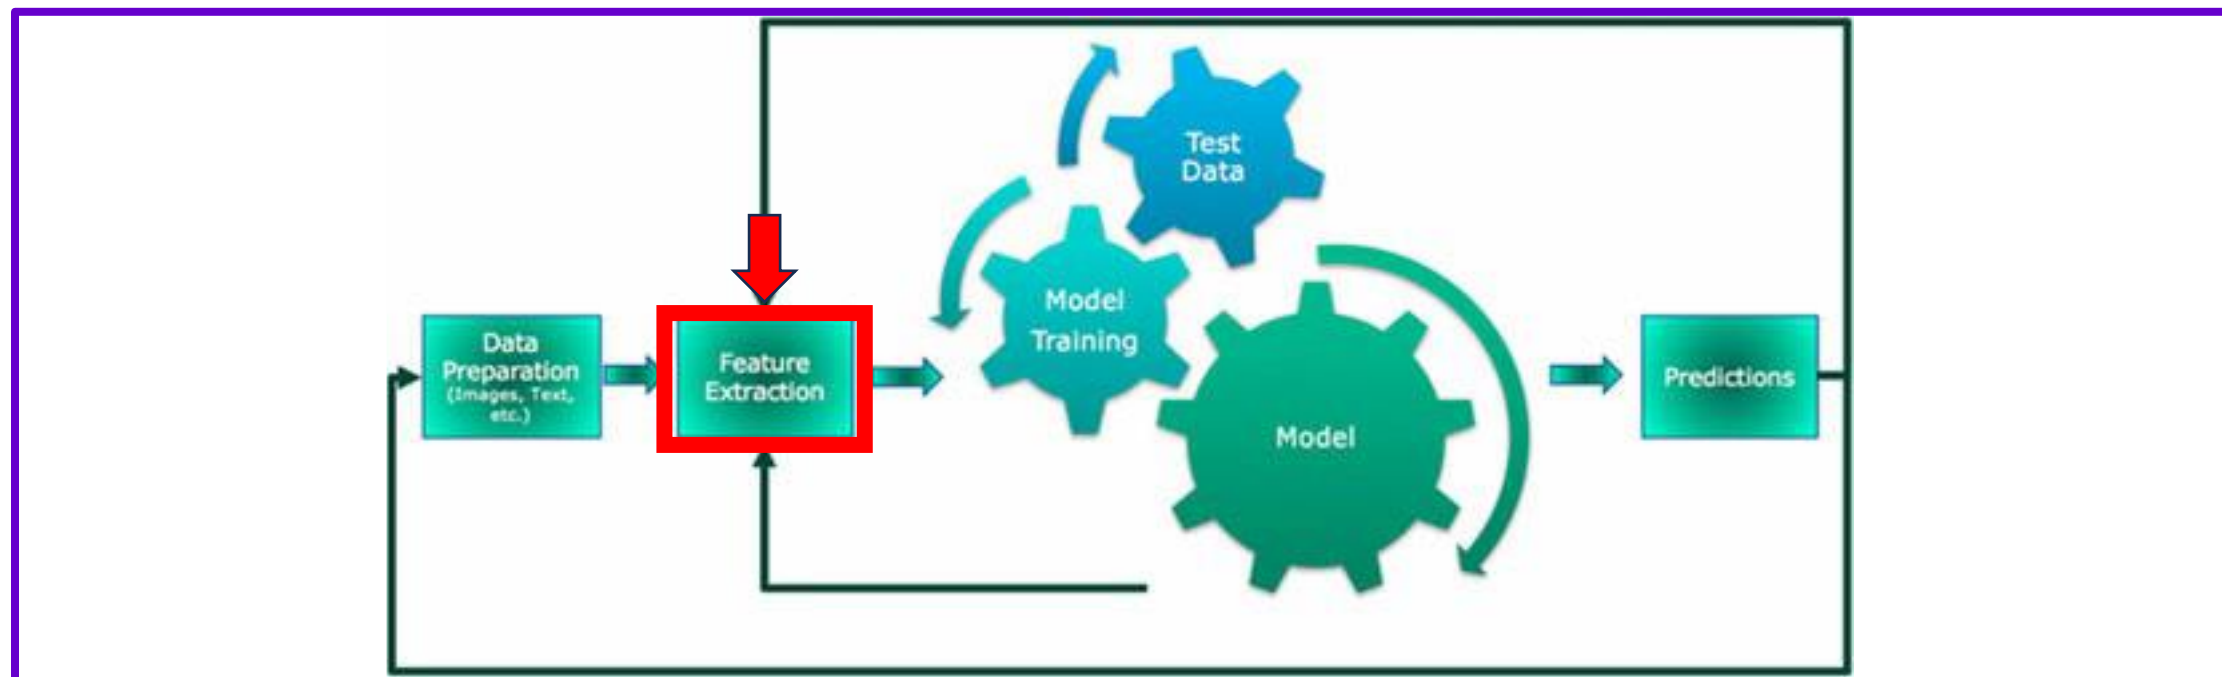 Data
Preparation
(Images, Text,
etc.)
Feature
Extraction
Test
Data
Model
Training
Model
Predictions